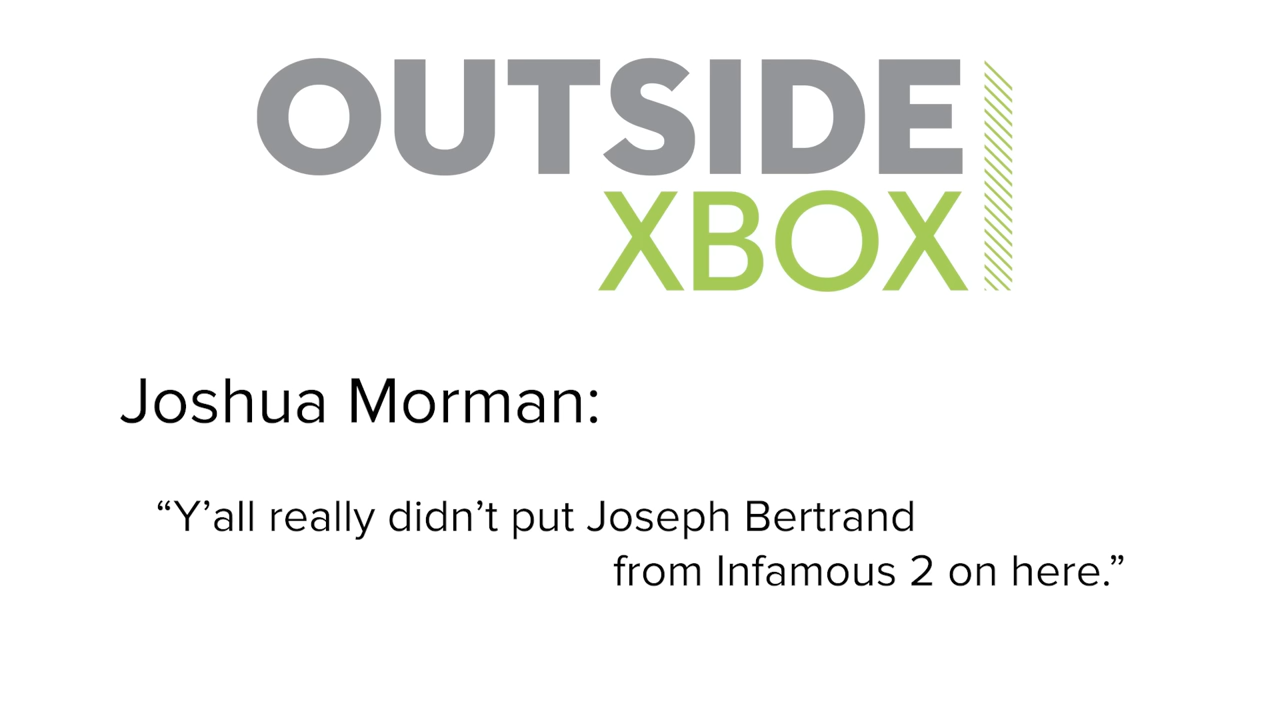 OUTSIDE
XBOX
Joshua Morman:
“Y’all really didn’t put Joseph Bertrand
from Infamous 2 on here.”